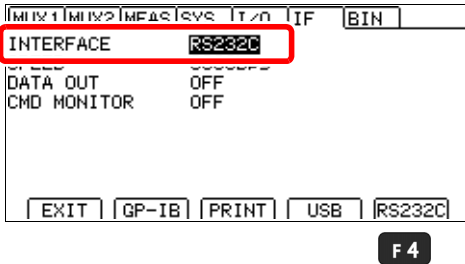 MUX1 MUX2 MEAS SYS I/O IF BIN
INTERFACE RS232C
DATA OUT OFF
CMD MONITOR OFF
EXIT GP-IB PRINT USB RS232C
F4